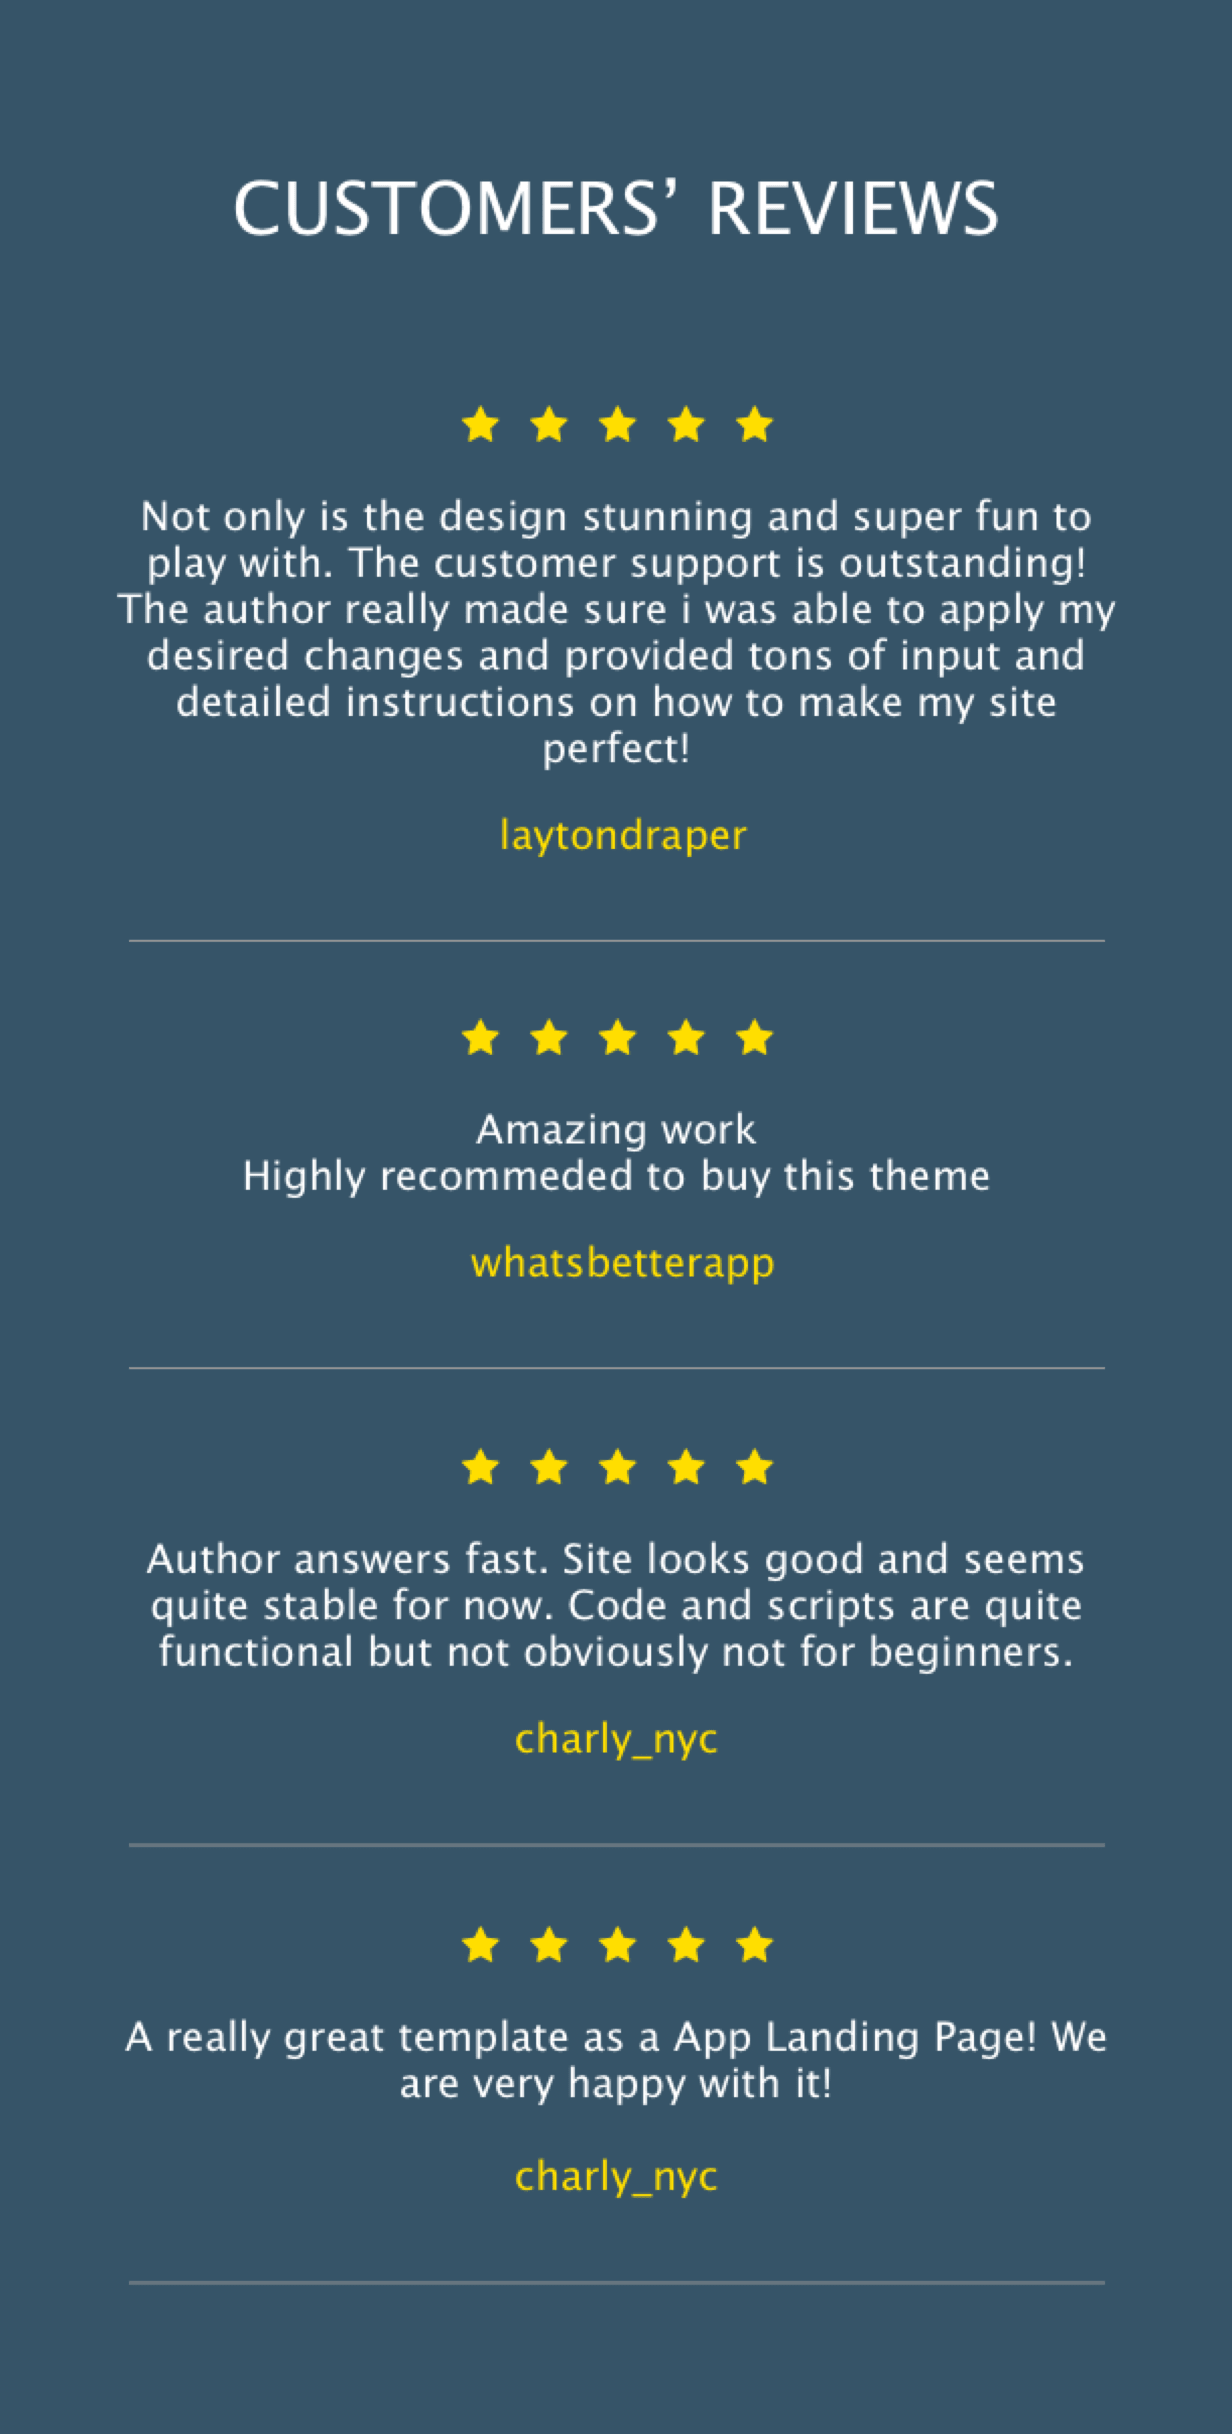 CUSTOMERS’ REVIEWS
Not only is the design stunning and super fun to
play with. The customer support is outstanding!
The author really made sure i was able to apply my
desired changes and provided tons of input and
detailed instructions on how to make my site
perfect!
laytondraper
Amazing work
Highly recommeded to buy this theme
whatsbetterapp
Author answers fast. Site looks good and seems
quite stable for now. Code and scripts are quite
functional but not obviously not for beginners.
charly_nyc
A really great template as a App Landing Page! We
are very happy with it!
charly_nyc